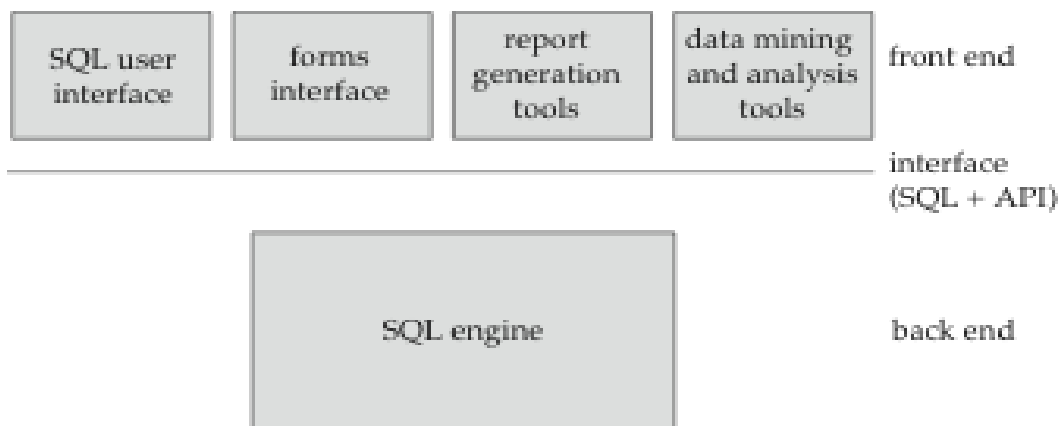 SQL user
interface
forms
interface
report
generation
tools
data mining
and analysis
tools
front end
interface
(SQL + API)
SQL engine
back end